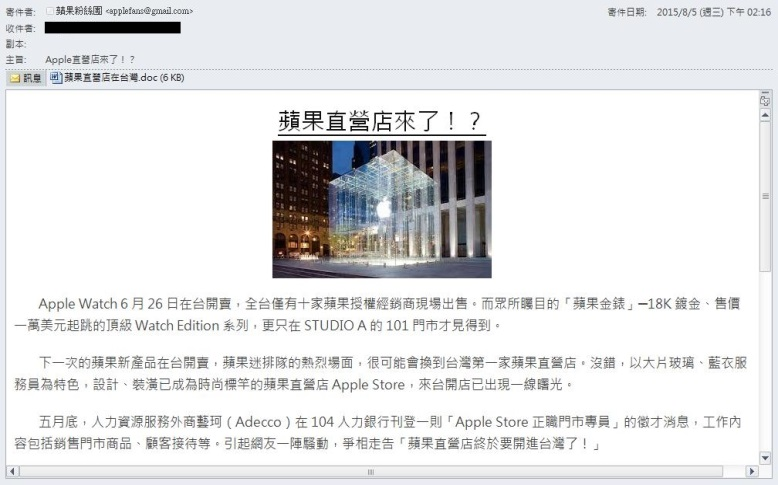 寄件者: 蘋果粉絲團 <applefans@gmail.com> 寄件日期: 2015/8/5 (週三) 下午 02:16
收件者:
副本:
主旨: Apple直營店來了！？
訊息 蘋果直營店在台灣.doc (6 KB)
蘋果直營店來了！？
Apple Watch 6 月 26 日在台開賣，全台僅有十家蘋果授權經銷商現場出售。而眾所矚目的「蘋果金錶」—18K 鍍金、售價
一萬美元起跳的頂級 Watch Edition 系列，更只在 STUDIO A 的 101 門市才見得到。
下一次的蘋果新產品在台開賣，蘋果迷排隊的熱烈場面，很可能會換到台灣第一家蘋果直營店。沒錯，以大片玻璃、藍衣服
務員為特色，設計、裝潢已成為時尚標竿的蘋果直營店 Apple Store，來台開店已出現一線曙光。
五月底，人力資源服務外商藝珂（Adecco）在 104 人力銀行刊登一則「Apple Store 正職門市專員」的徵才消息，工作內
容包括銷售門市商品、顧客接待等。引起網友一陣騷動，爭相走告「蘋果直營店終於要開進台灣了！」